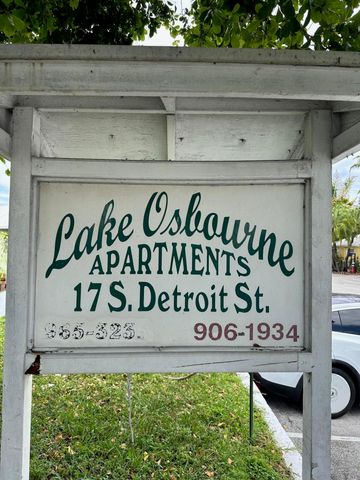 Lake Osbourne
APARTMENTS
17 S. Detroit St.
906-1934